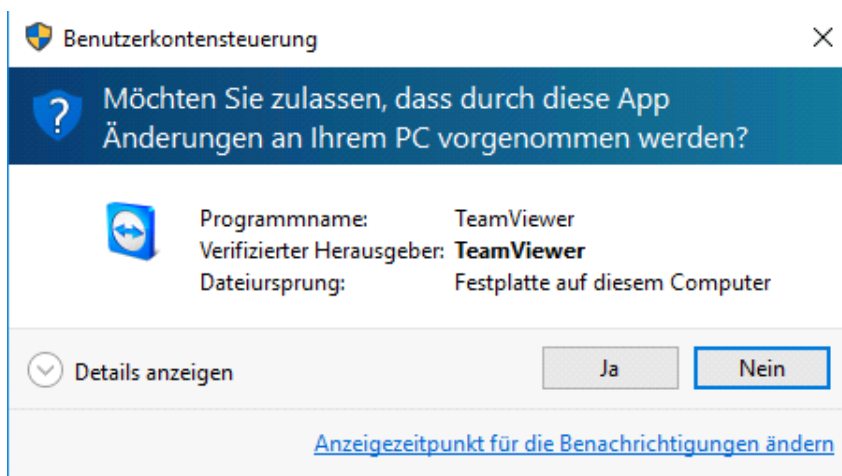 Benutzerkontensteuerung
Möchten Sie zulassen, dass durch diese App
Änderungen an Ihrem PC vorgenommen werden?
Programmname: TeamViewer
Verifizierter Herausgeber: TeamViewer
Dateiursprung: Festplatte auf diesem Computer
Details anzeigen Ja Nein
Anzeigezeitpunkt für die Benachrichtigungen ändern